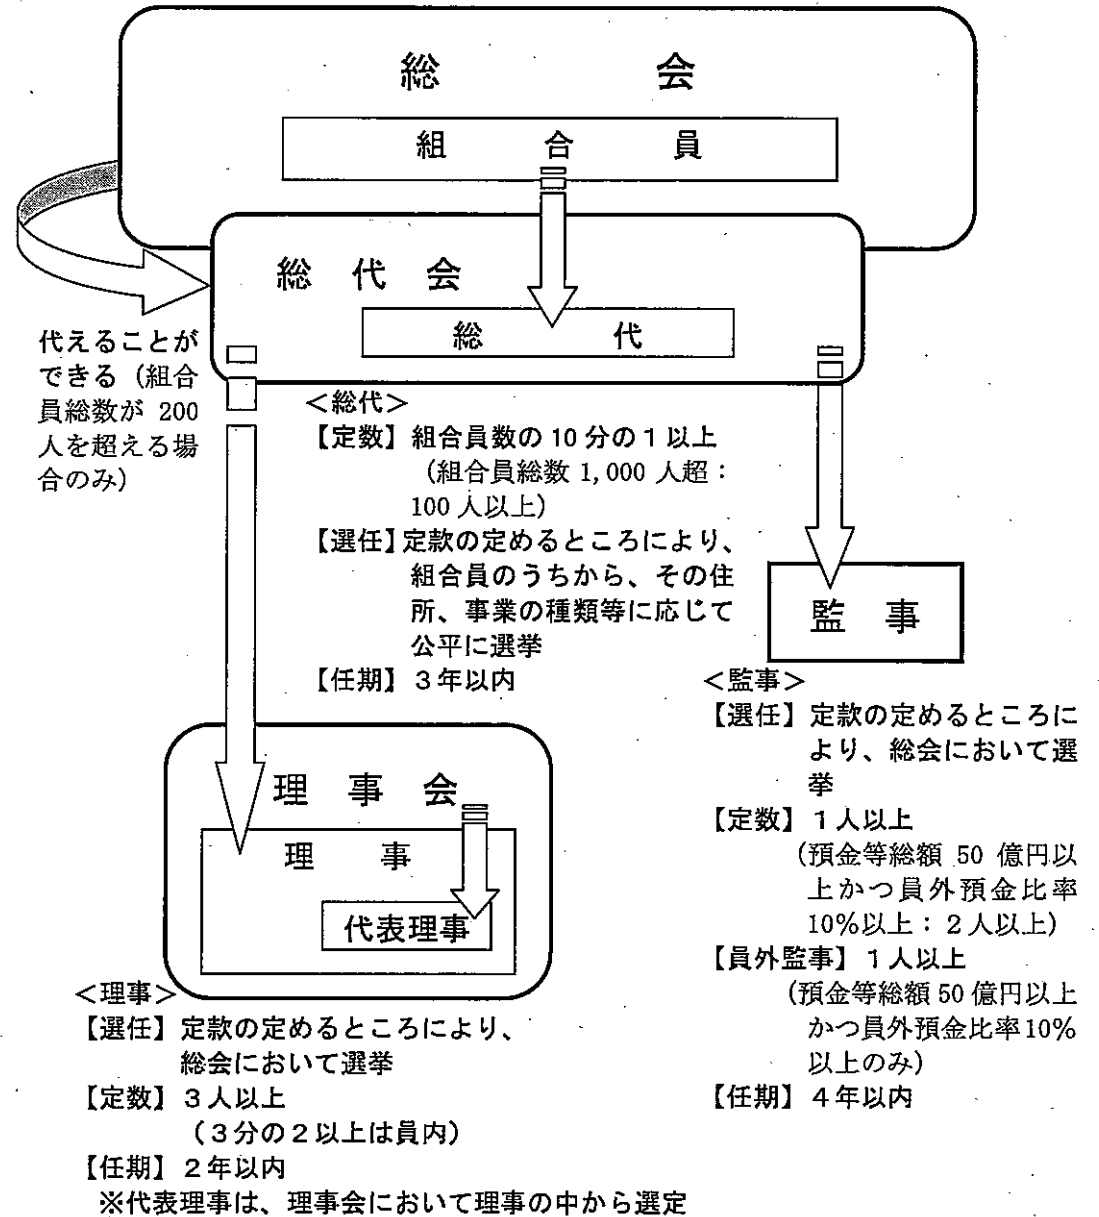 総会
組合員
総代会
総代
代えることが
できる（組合
員総数が 200
人を超える場
合のみ）
＜総代＞
【定数】組合員数の 10 分の１以上
（組合員総数 1,000 人超：
100 人以上）
【選任】定款の定めるところにより、
組合員のうちから、その住
所、事業の種類等に応じて
公平に選挙
【任期】３年以内
監事
＜監事＞
【選任】定款の定めるところに
より、総会において選
挙
【定数】１人以上
（預金等総額 50 億円以
上かつ員外預金比率
10％以上：２人以上）
【員外監事】１人以上
（預金等総額 50 億円以上
かつ員外預金比率 10％
以上のみ）
【任期】４年以内
理事会
理事
代表理事
＜理事＞
【選任】定款の定めるところにより、
総会において選挙
【定数】３人以上
（３分の２以上は員内）
【任期】２年以内
※代表理事は、理事会において理事の中から選定